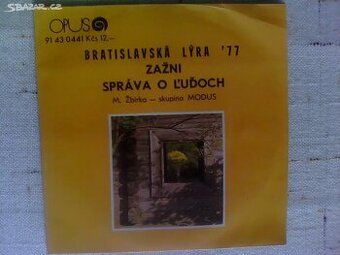 SBAZAR.CZ
OPUS
91 43 0441 Kčs 12,-
BRATISLAVSKÁ LÝRA '77
ZAŽNI
SPRÁVA O ĽUĎOCH
M. Žbirka — skupina MODUS